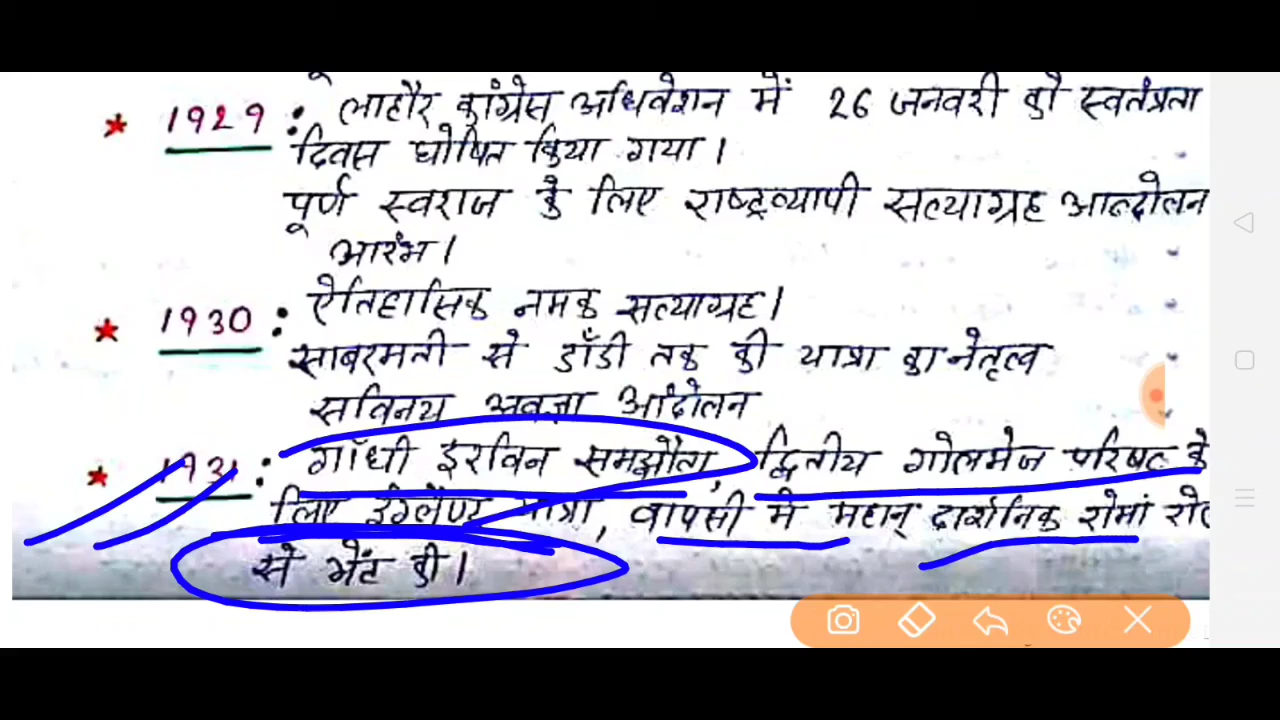 1929 : लाहौर कांग्रेस अधिवेशन में 26 जनवरी को स्वतंत्रता
दिवस घोषित किया गया।
पूर्ण स्वराज के लिए राष्ट्रव्यापी सत्याग्रह आन्दोलन
आरंभ।
1930 : ऐतिहासिक नमक सत्याग्रह।
साबरमती से डाँडी तक की यात्रा का नेतृत्व
सविनय अवज्ञा आंदोलन
1931 : गाँधी इरविन समझौता, द्वितीय गोलमेज परिषद के
लिए इंग्लैण्ड यात्रा, वापसी में महान् दार्शनिक रोमां
से भेंट की।